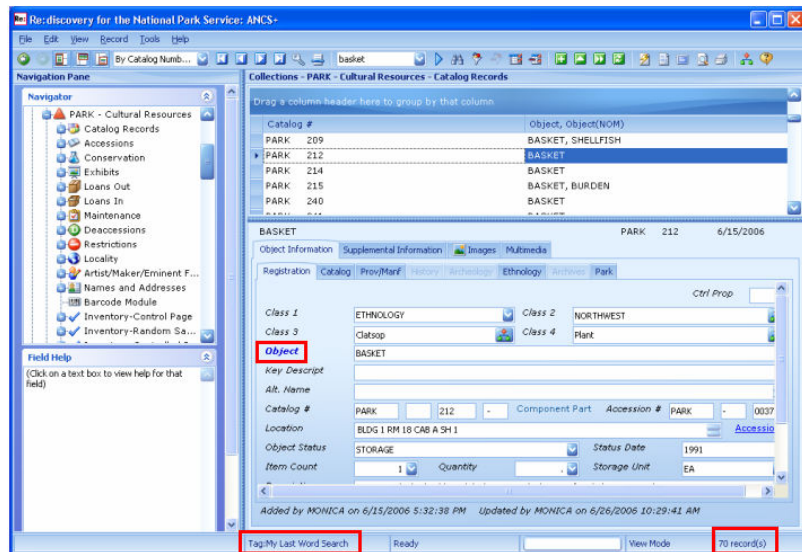 Re: Re:discovery for the National Park Service: ANCS+
File Edit View Record Tools Help
By Catalog Numb... basket
Navigation Pane
Collections - PARK - Cultural Resources - Catalog Records
Navigator
PARK - Cultural Resources
Catalog Records
Accessions
Conservation
Exhibits
Loans Out
Loans In
Maintenance
Deaccessions
Restrictions
Locality
Artist/Maker/Eminent F...
Names and Addresses
Barcode Module
Inventory-Control Page
Inventory-Random Sa...
Field Help
(Click on a text box to view help for that
field)
Drag a column header here to group by that column
Catalog # Object, Object(NOM)
PARK 209 BASKET, SHELLFISH
PARK 212 BASKET
PARK 214 BASKET
PARK 215 BASKET, BURDEN
PARK 240 BASKET
BASKET PARK 212 6/15/2006
Object Information Supplemental Information Images Multimedia
Registration Catalog Prov/Manf History Archeology Ethnology Archives Park
Ctrl Prop
Class 1 ETHNOLOGY Class 2 NORTHWEST
Class 3 Clatsop Class 4 Plant
Object BASKET
Key Descript
Alt. Name
Catalog # PARK 212 - Component Part Accession # PARK - 0037
Location BLDG 1 RM 18 CAB A SH 1 Accessio
Object Status STORAGE Status Date 1991
Item Count 1 Quantity . Storage Unit EA
Added by MONICA on 6/15/2006 5:32:38 PM Updated by MONICA on 6/26/2006 10:29:41 AM
Tag:My Last Word Search Ready View Mode 70 record(s)